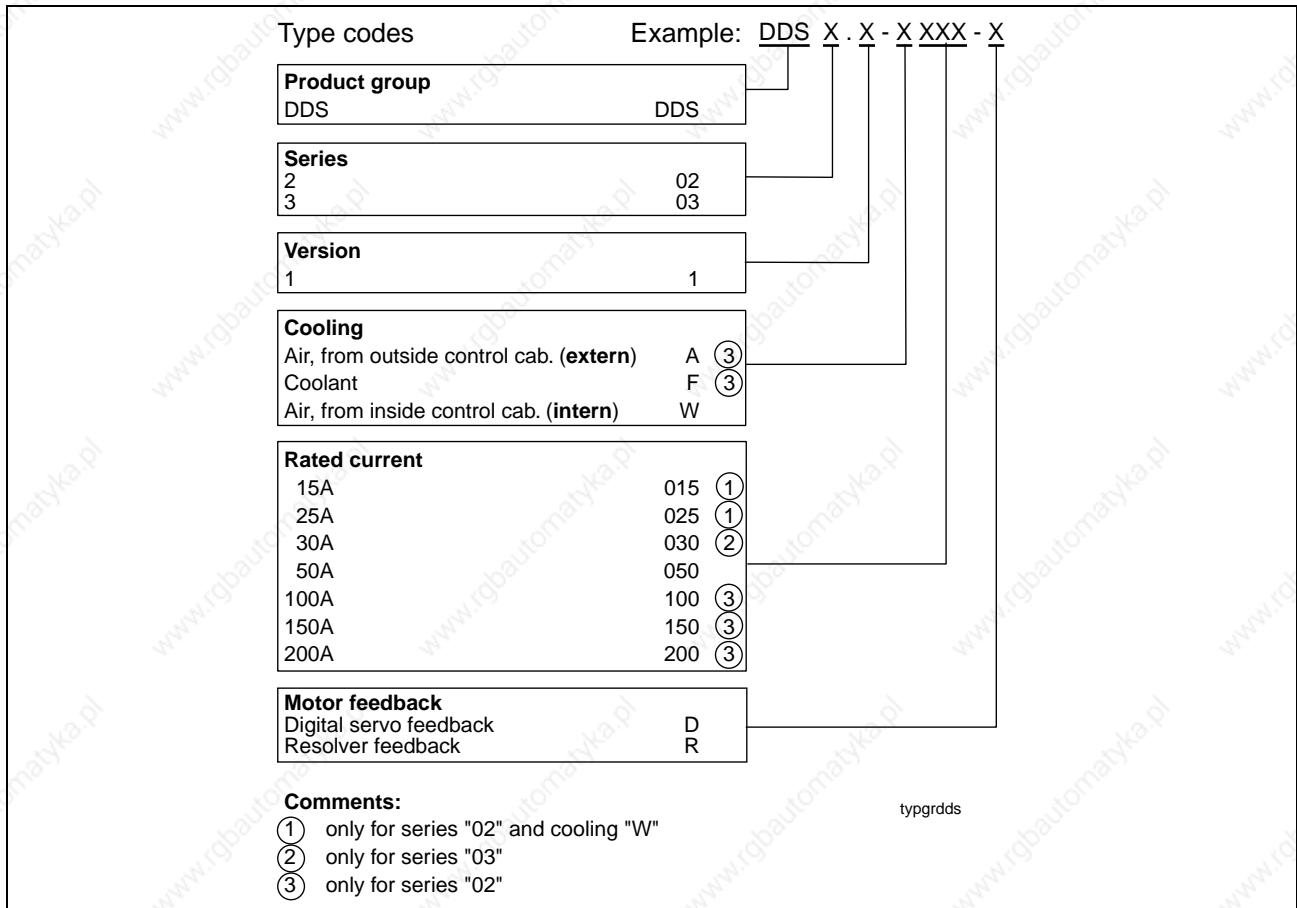 Type codes Example: DDS X . X - X XXX - X
Product group
DDS DDS
Series
2 02
3 03
Version
1 1
Cooling
Air, from outside control cab. (extern) A 3
Coolant F 3
Air, from inside control cab. (intern) W
Rated current
15A 015 1
25A 025 1
30A 030 2
50A 050
100A 100 3
150A 150 3
200A 200 3
Motor feedback
Digital servo feedback D
Resolver feedback R
Comments:
typgrdds
1 only for series "02" and cooling "W"
2 only for series "03"
3 only for series "02"
www.rgbautomatyka.pl